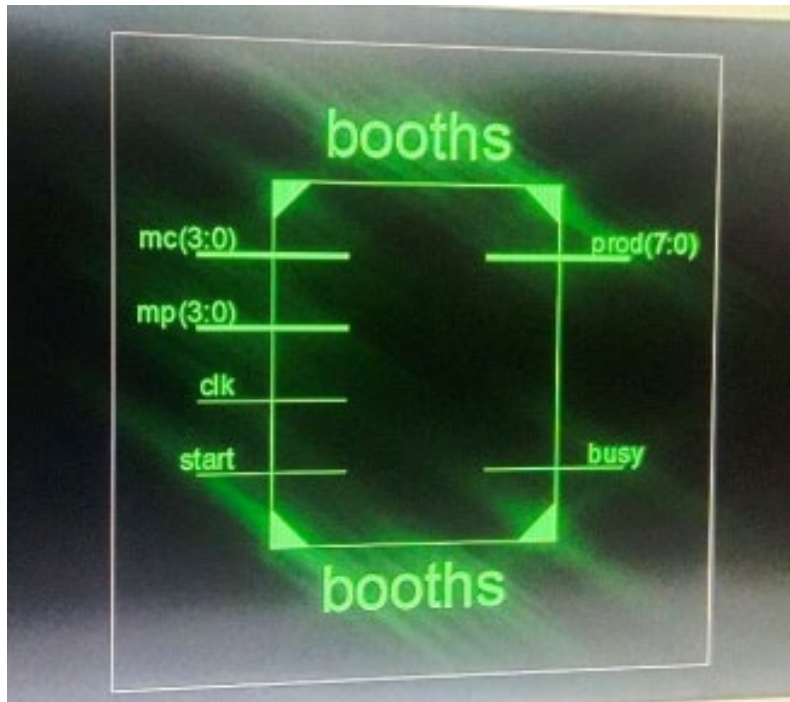 booths
mc(3:0)
prod(7:0)
mp(3:0)
clk
start
busy
booths